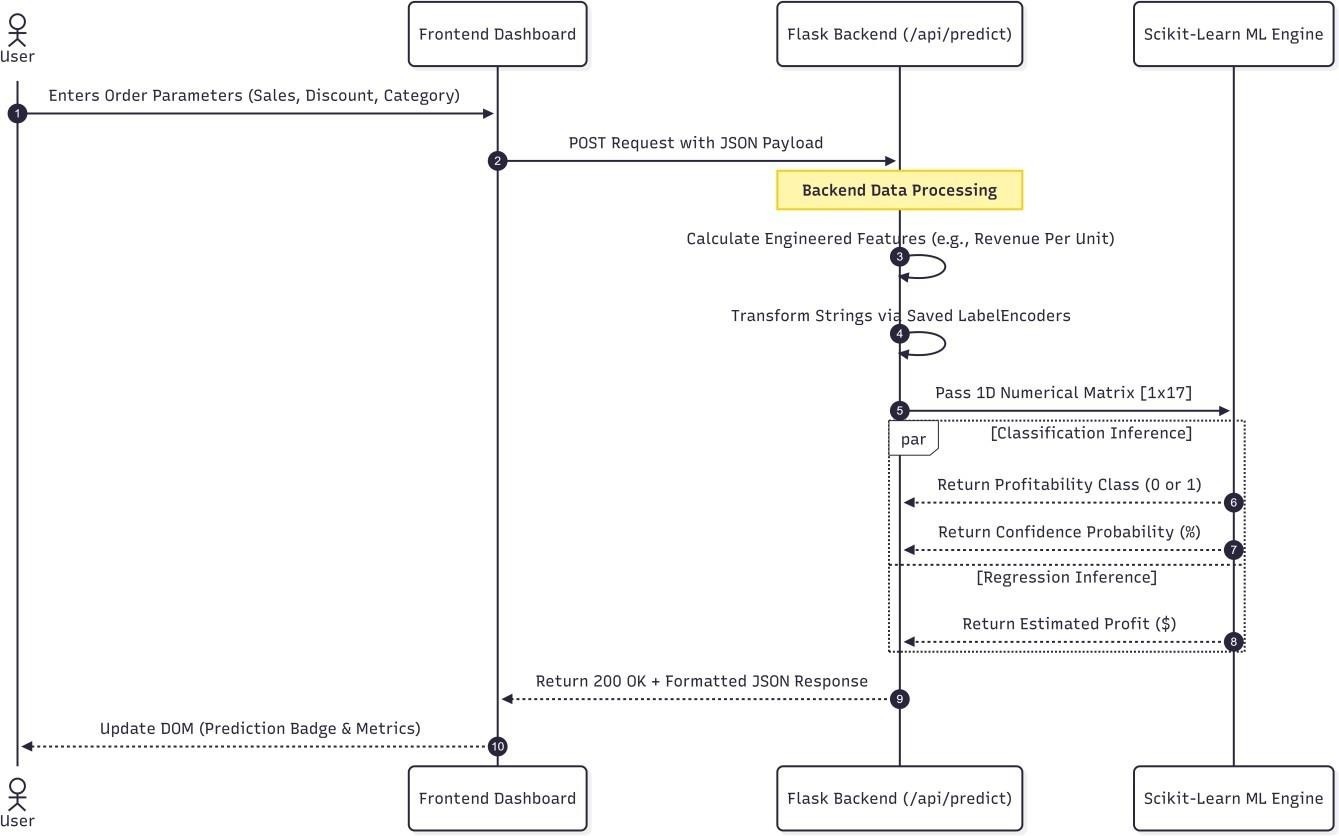 User
Frontend Dashboard
Flask Backend (/api/predict)
Scikit-Learn ML Engine
Enters Order Parameters (Sales, Discount, Category)
1
POST Request with JSON Payload
2
Backend Data Processing
Calculate Engineered Features (e.g., Revenue Per Unit)
3
Transform Strings via Saved LabelEncoders
4
Pass 1D Numerical Matrix [1x17]
5
par
[Classification Inference]
Return Profitability Class (0 or 1)
6
Return Confidence Probability (%)
7
[Regression Inference]
Return Estimated Profit ($)
8
Return 200 OK + Formatted JSON Response
9
Update DOM (Prediction Badge & Metrics)
10
User
Frontend Dashboard
Flask Backend (/api/predict)
Scikit-Learn ML Engine